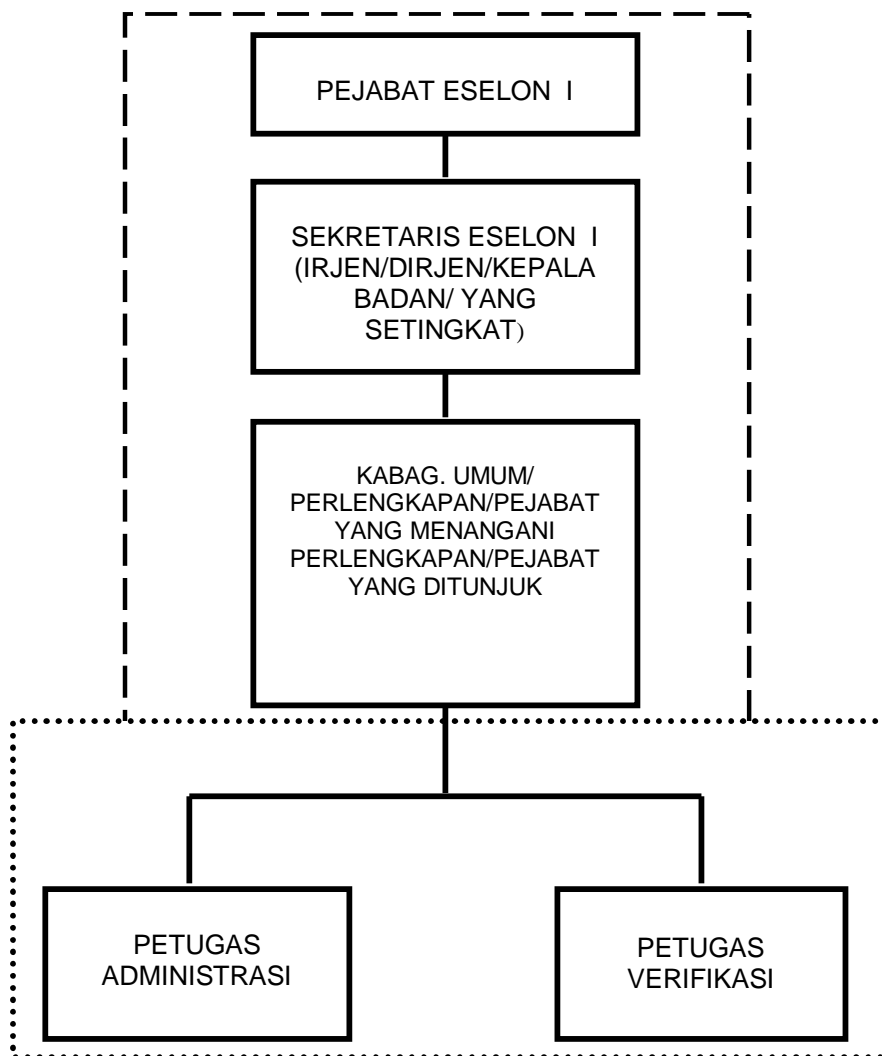 PEJABAT ESELON I
SEKRETARIS ESELON I
(IRJEN/DIRJEN/KEPALA
BADAN/ YANG
SETINGKAT)
KABAG. UMUM/
PERLENGKAPAN/PEJABAT
YANG MENANGANI
PERLENGKAPAN/PEJABAT
YANG DITUNJUK
PETUGAS
ADMINISTRASI
PETUGAS
VERIFIKASI